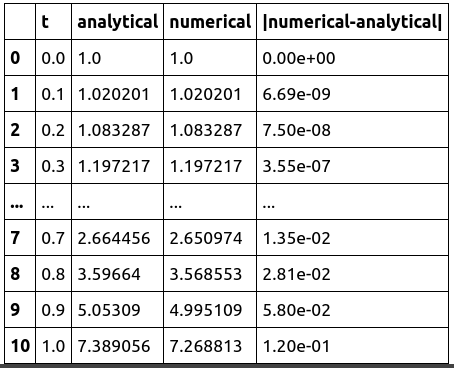 t analytical numerical |numerical-analytical|
0 0.0 1.0 1.0 0.00e+00
1 0.1 1.020201 1.020201 6.69e-09
2 0.2 1.083287 1.083287 7.50e-08
3 0.3 1.197217 1.197217 3.55e-07
... ... ... ... ...
7 0.7 2.664456 2.650974 1.35e-02
8 0.8 3.59664 3.568553 2.81e-02
9 0.9 5.05309 4.995109 5.80e-02
10 1.0 7.389056 7.268813 1.20e-01